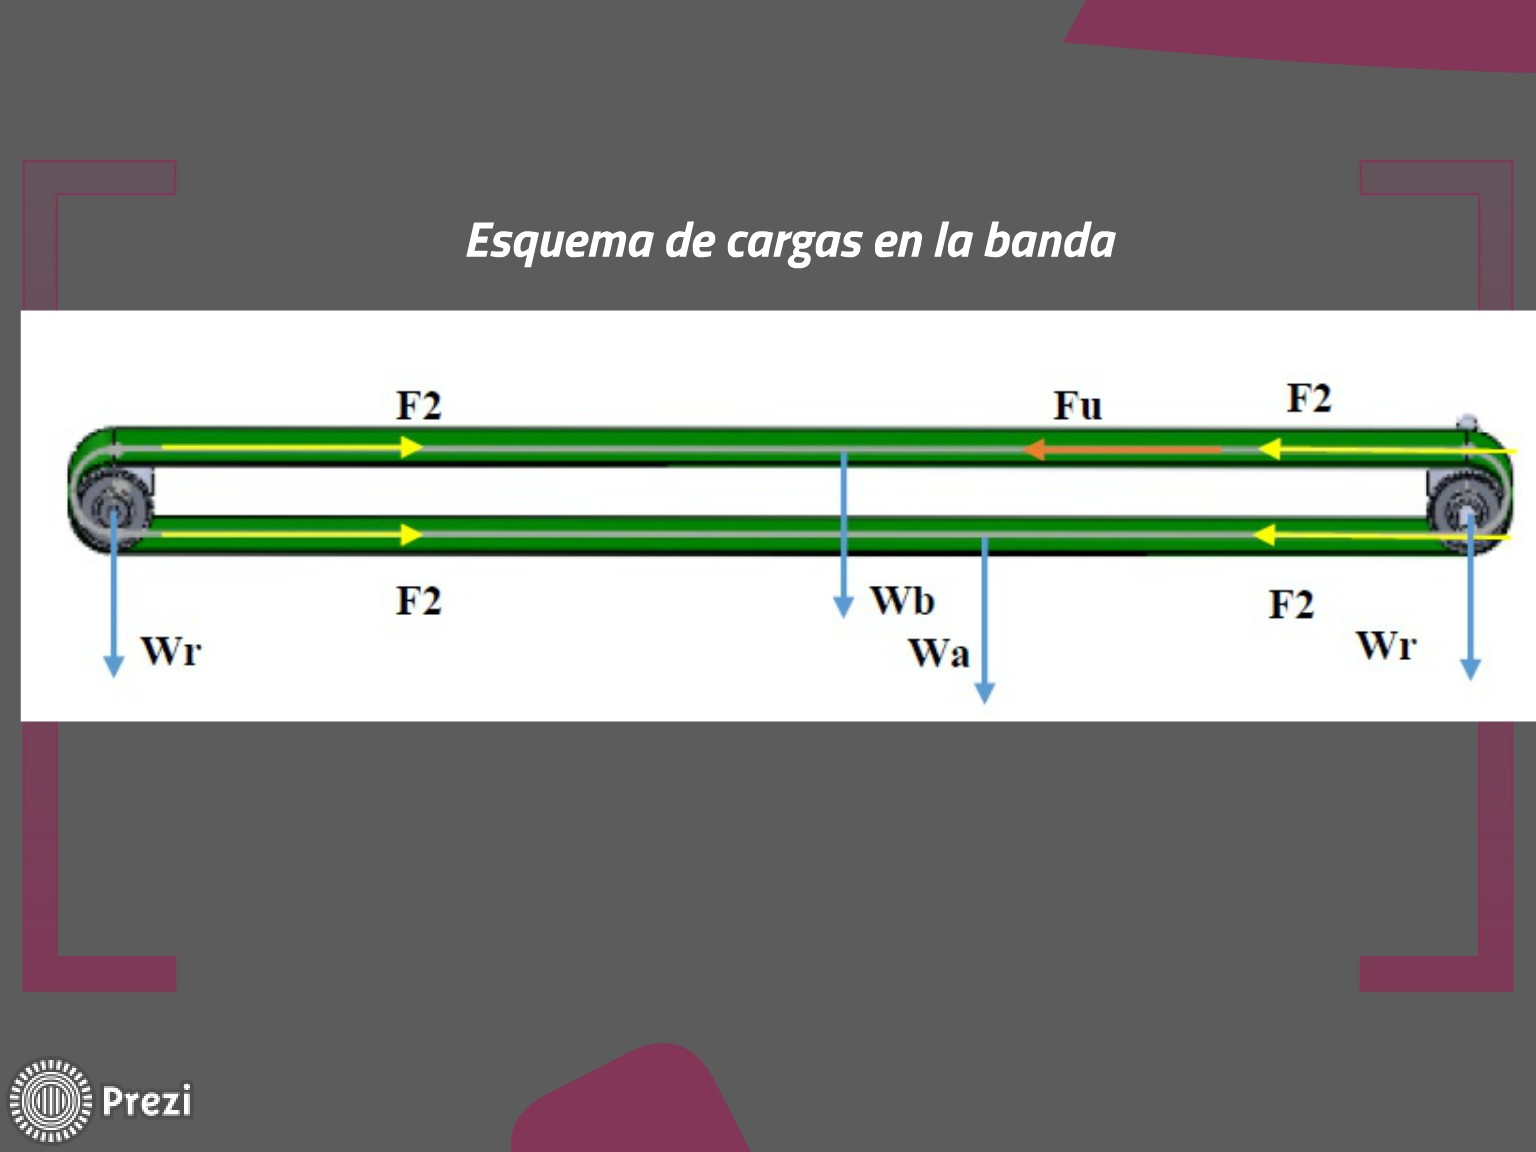 Esquema de cargas en la banda
F2 Fu F2
F2 Wb F2
Wr Wa Wr
Prezi